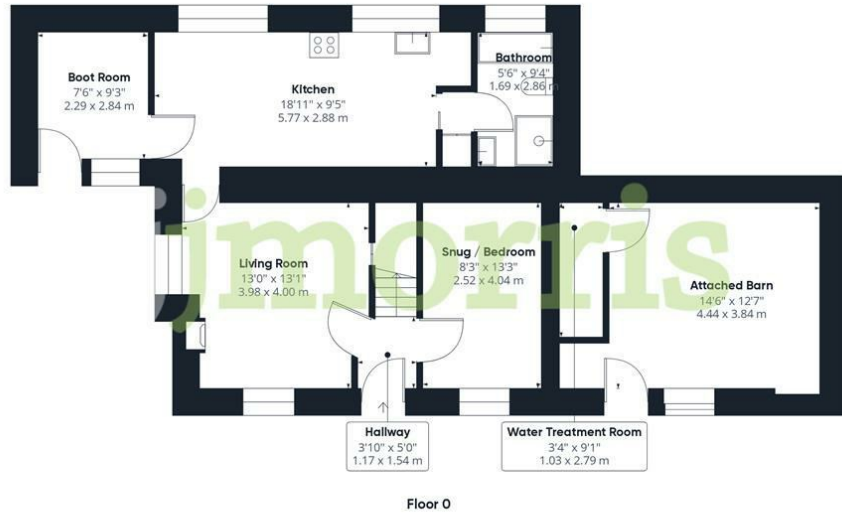 Boot Room
7'6" x 9'3"
2.29 x 2.84 m
Kitchen
18'11" x 9'5"
5.77 x 2.88 m
Bathroom
5'6" x 9'4"
1.69 x 2.86 m
jjmorris
Living Room
13'0" x 13'1"
3.98 x 4.00 m
Snug / Bedroom
8'3" x 13'3"
2.52 x 4.04 m
Attached Barn
14'6" x 12'7"
4.44 x 3.84 m
Hallway
3'10" x 5'0"
1.17 x 1.54 m
Water Treatment Room
3'4" x 9'1"
1.03 x 2.79 m
Floor 0